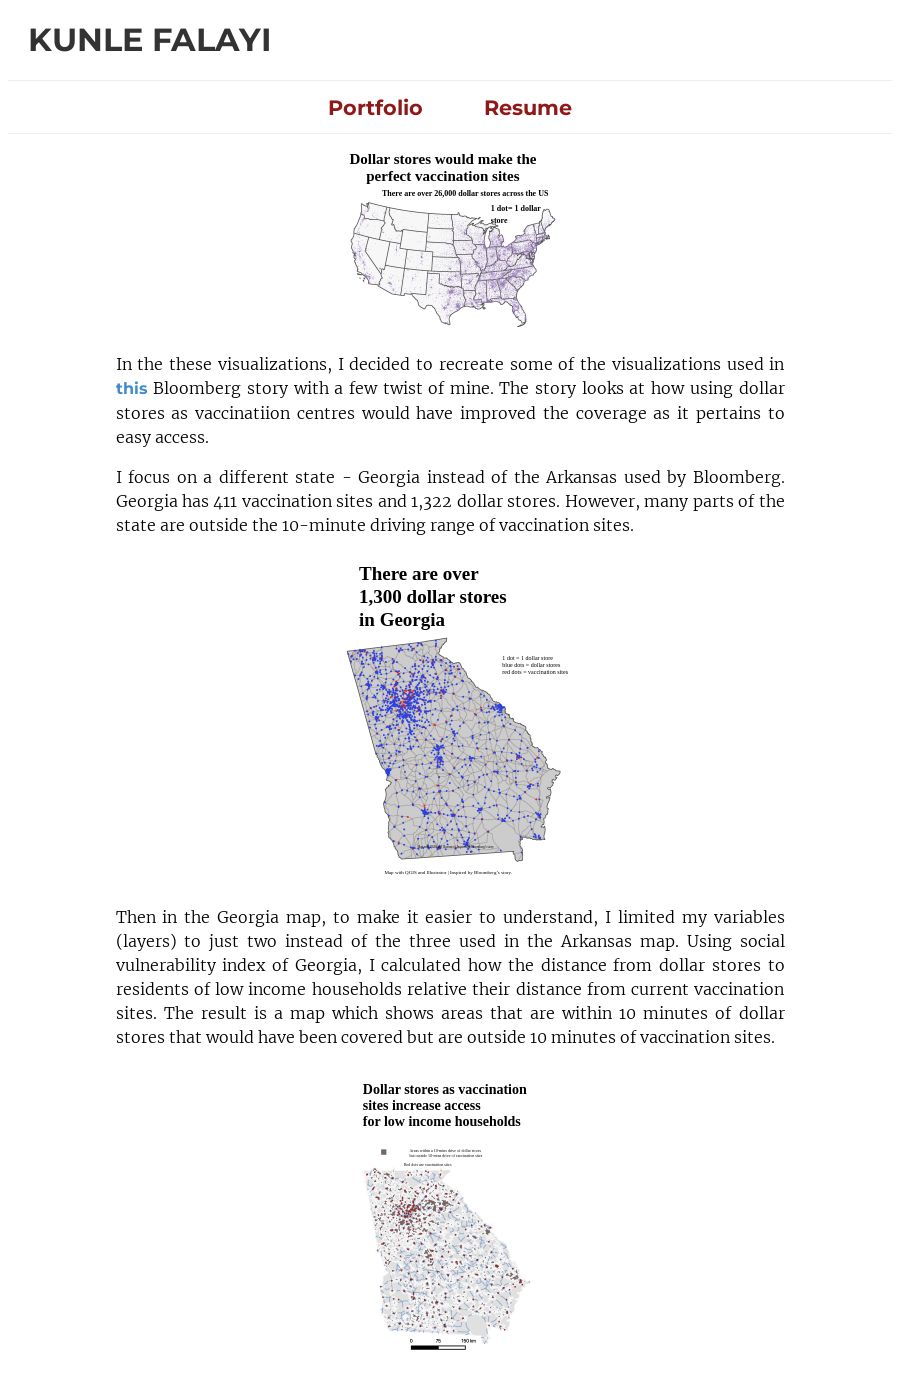 KUNLE FALAYI
Portfolio Resume
Dollar stores would make the
perfect vaccination sites
There are over 26,000 dollar stores across the US
1 dot= 1 dollar
store
In the these visualizations, I decided to recreate some of the visualizations used in
this Bloomberg story with a few twist of mine. The story looks at how using dollar
stores as vaccinatiion centres would have improved the coverage as it pertains to
easy access.
I focus on a different state - Georgia instead of the Arkansas used by Bloomberg.
Georgia has 411 vaccination sites and 1,322 dollar stores. However, many parts of the
state are outside the 10-minute driving range of vaccination sites.
There are over
1,300 dollar stores
in Georgia
1 dot = 1 dollar store
blue dots = dollar stores
red dots = vaccination sites
Map with QGIS and Illustrator | Inspired by Bloomberg's story.
Then in the Georgia map, to make it easier to understand, I limited my variables
(layers) to just two instead of the three used in the Arkansas map. Using social
vulnerability index of Georgia, I calculated how the distance from dollar stores to
residents of low income households relative their distance from current vaccination
sites. The result is a map which shows areas that are within 10 minutes of dollar
stores that would have been covered but are outside 10 minutes of vaccination sites.
Dollar stores as vaccination
sites increase access
for low income households
Areas within a 10-mins drive of dollar stores
but outside 10-mins drive of vaccination sites
Red dots are vaccination sites
0 75 150 km